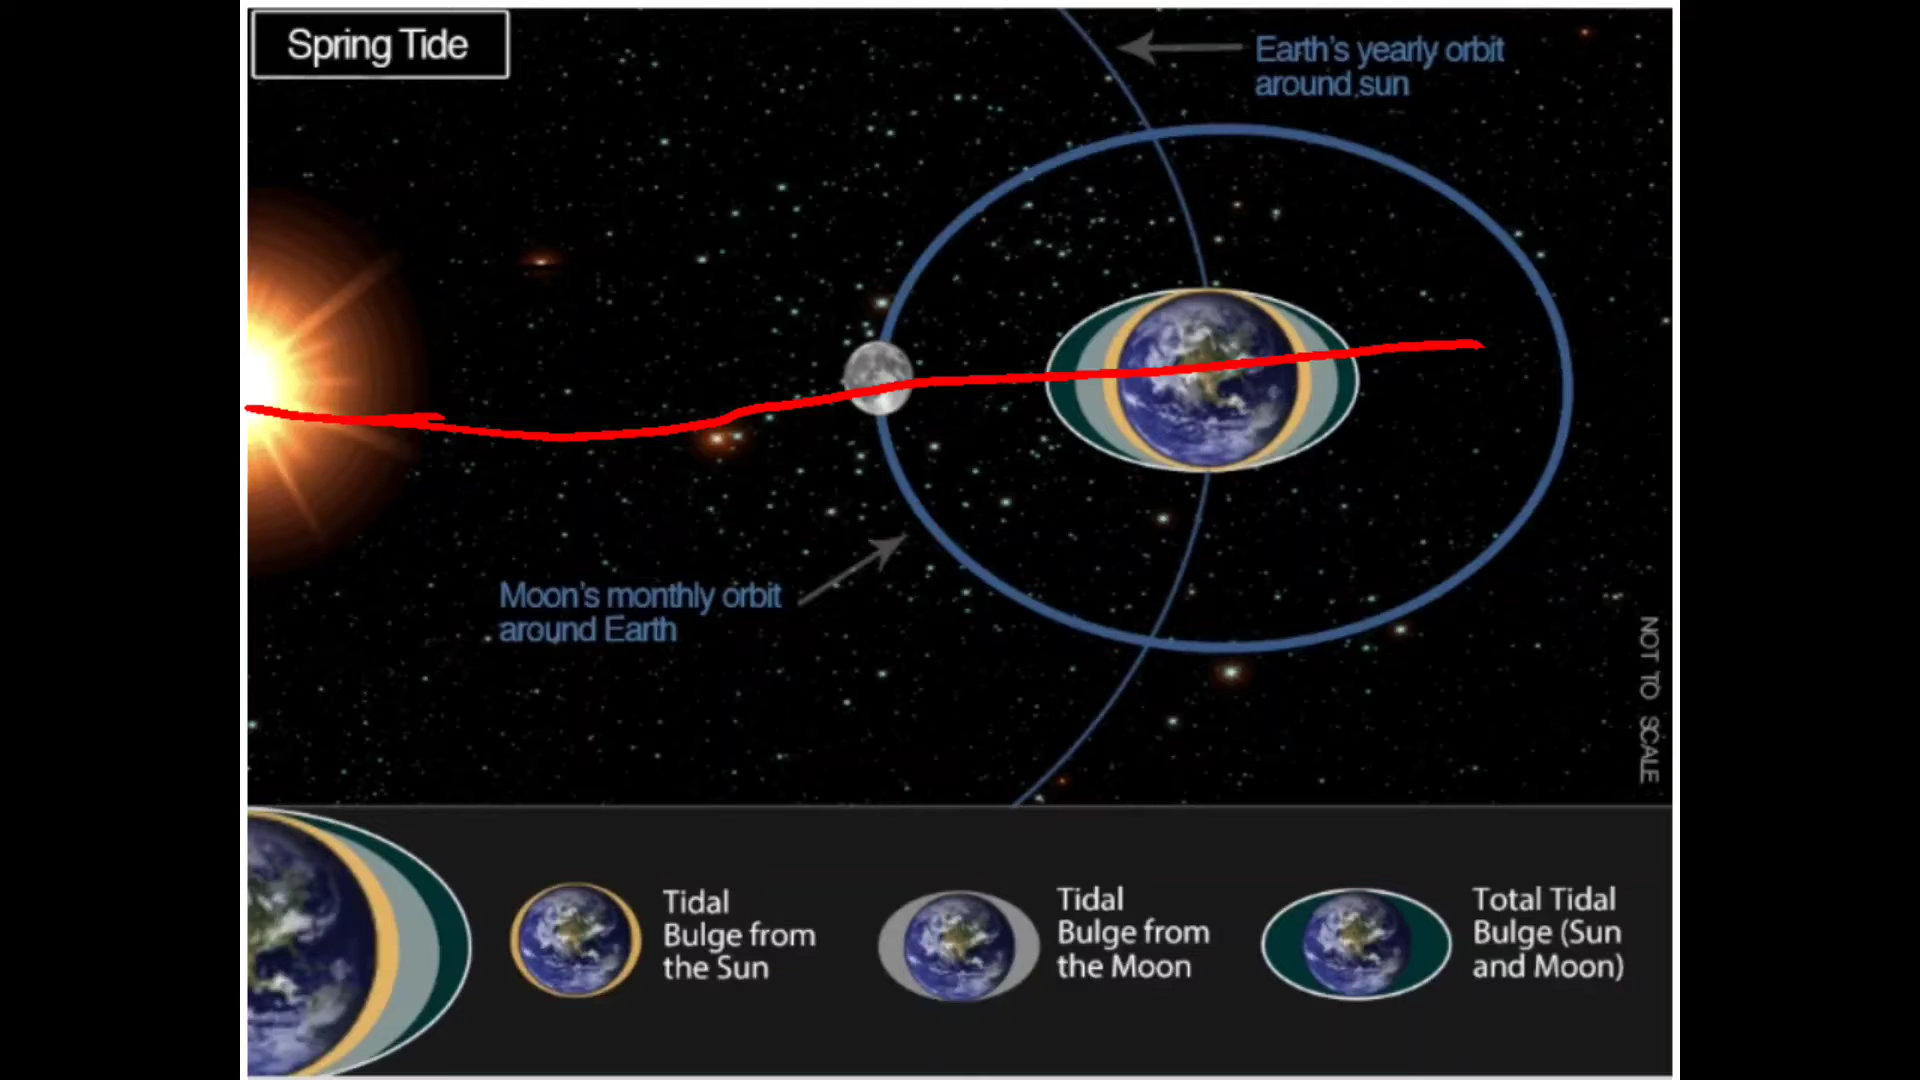 Spring Tide
Earth's yearly orbit
around sun
Moon's monthly orbit
around Earth
NOT TO SCALE
Tidal
Bulge from
the Sun
Tidal
Bulge from
the Moon
Total Tidal
Bulge (Sun
and Moon)